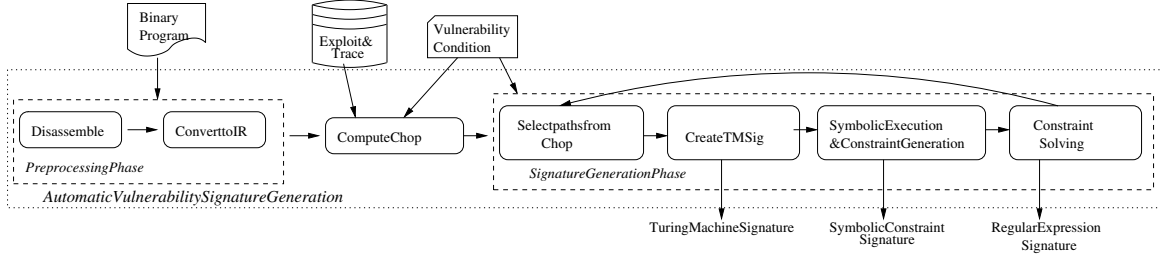 Binary
Program
Exploit&
Trace
Vulnerability
Condition
Disassemble
ConverttoIR
PreprocessingPhase
ComputeChop
Selectpathsfrom
Chop
CreateTMSig
SymbolicExecution
&ConstraintGeneration
Constraint
Solving
SignatureGenerationPhase
AutomaticVulnerabilitySignatureGeneration
TuringMachineSignature
SymbolicConstraint
Signature
RegularExpression
Signature